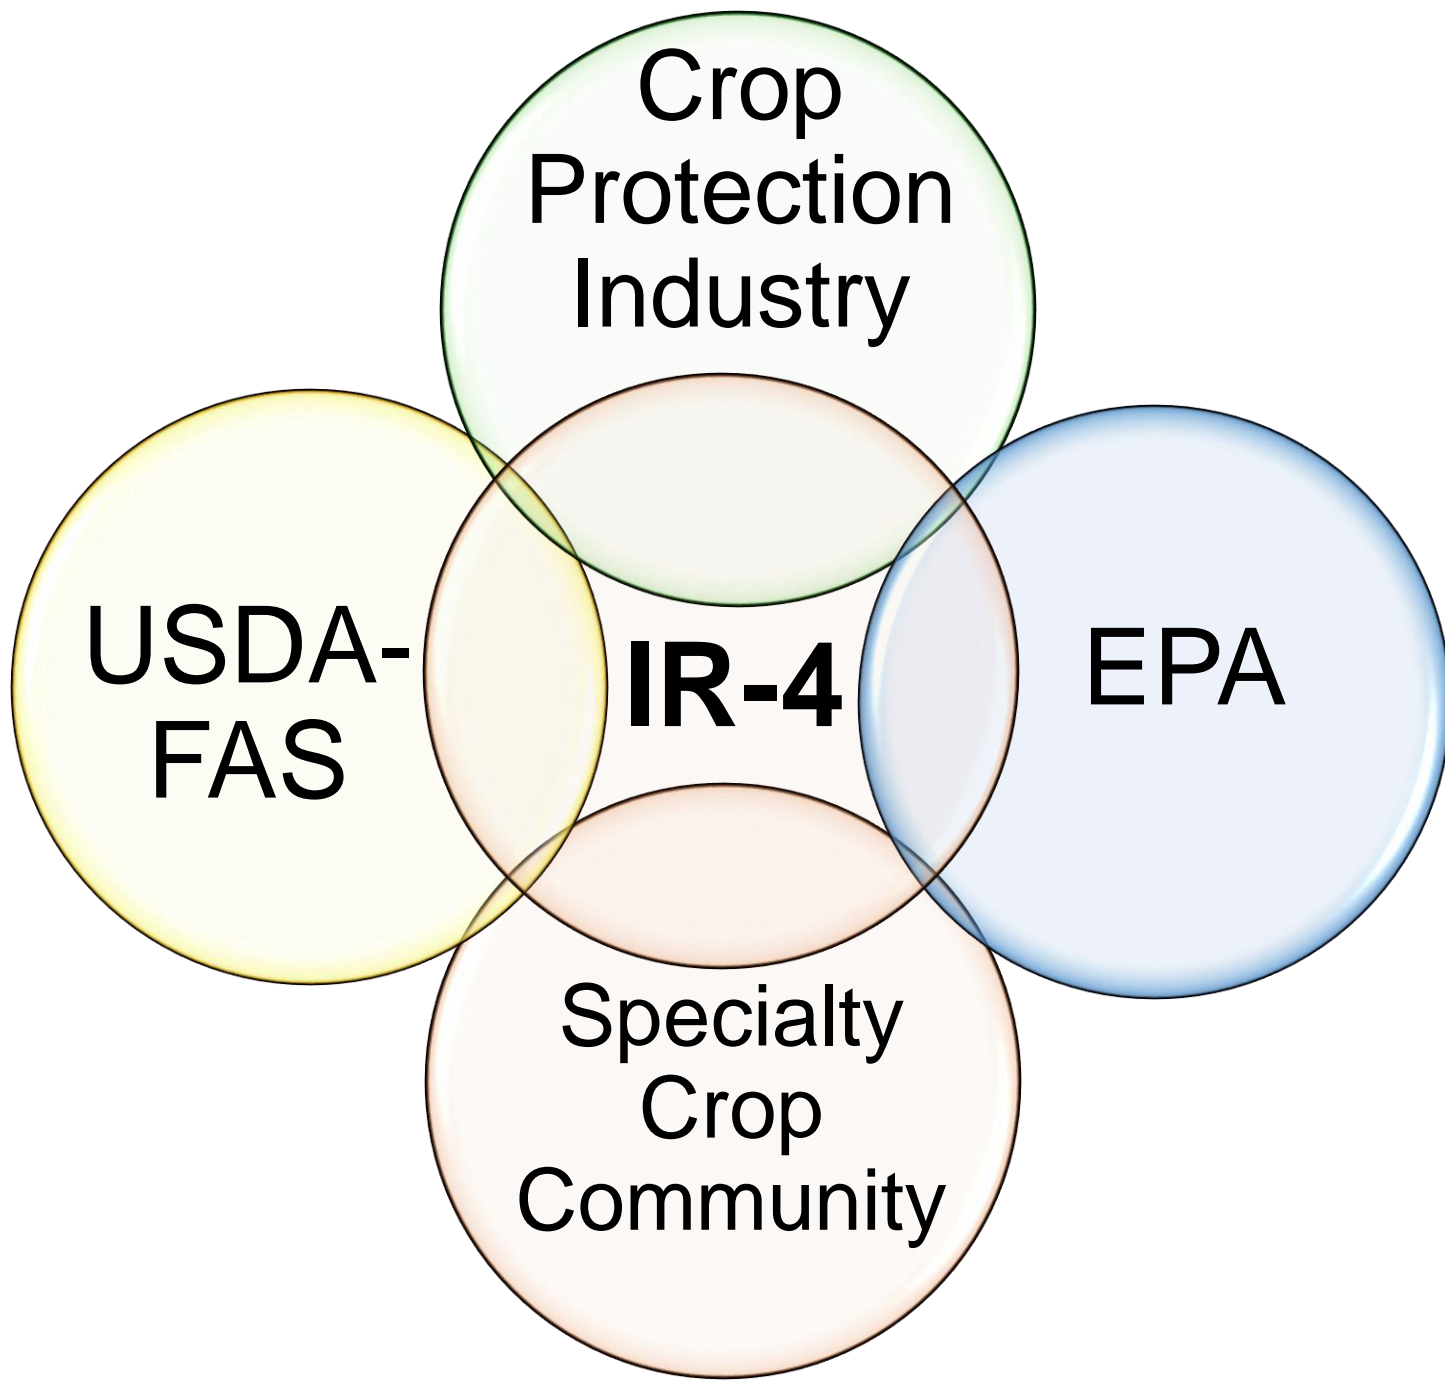 Crop
Protection
Industry
USDA-
FAS
IR-4
EPA
Specialty
Crop
Community